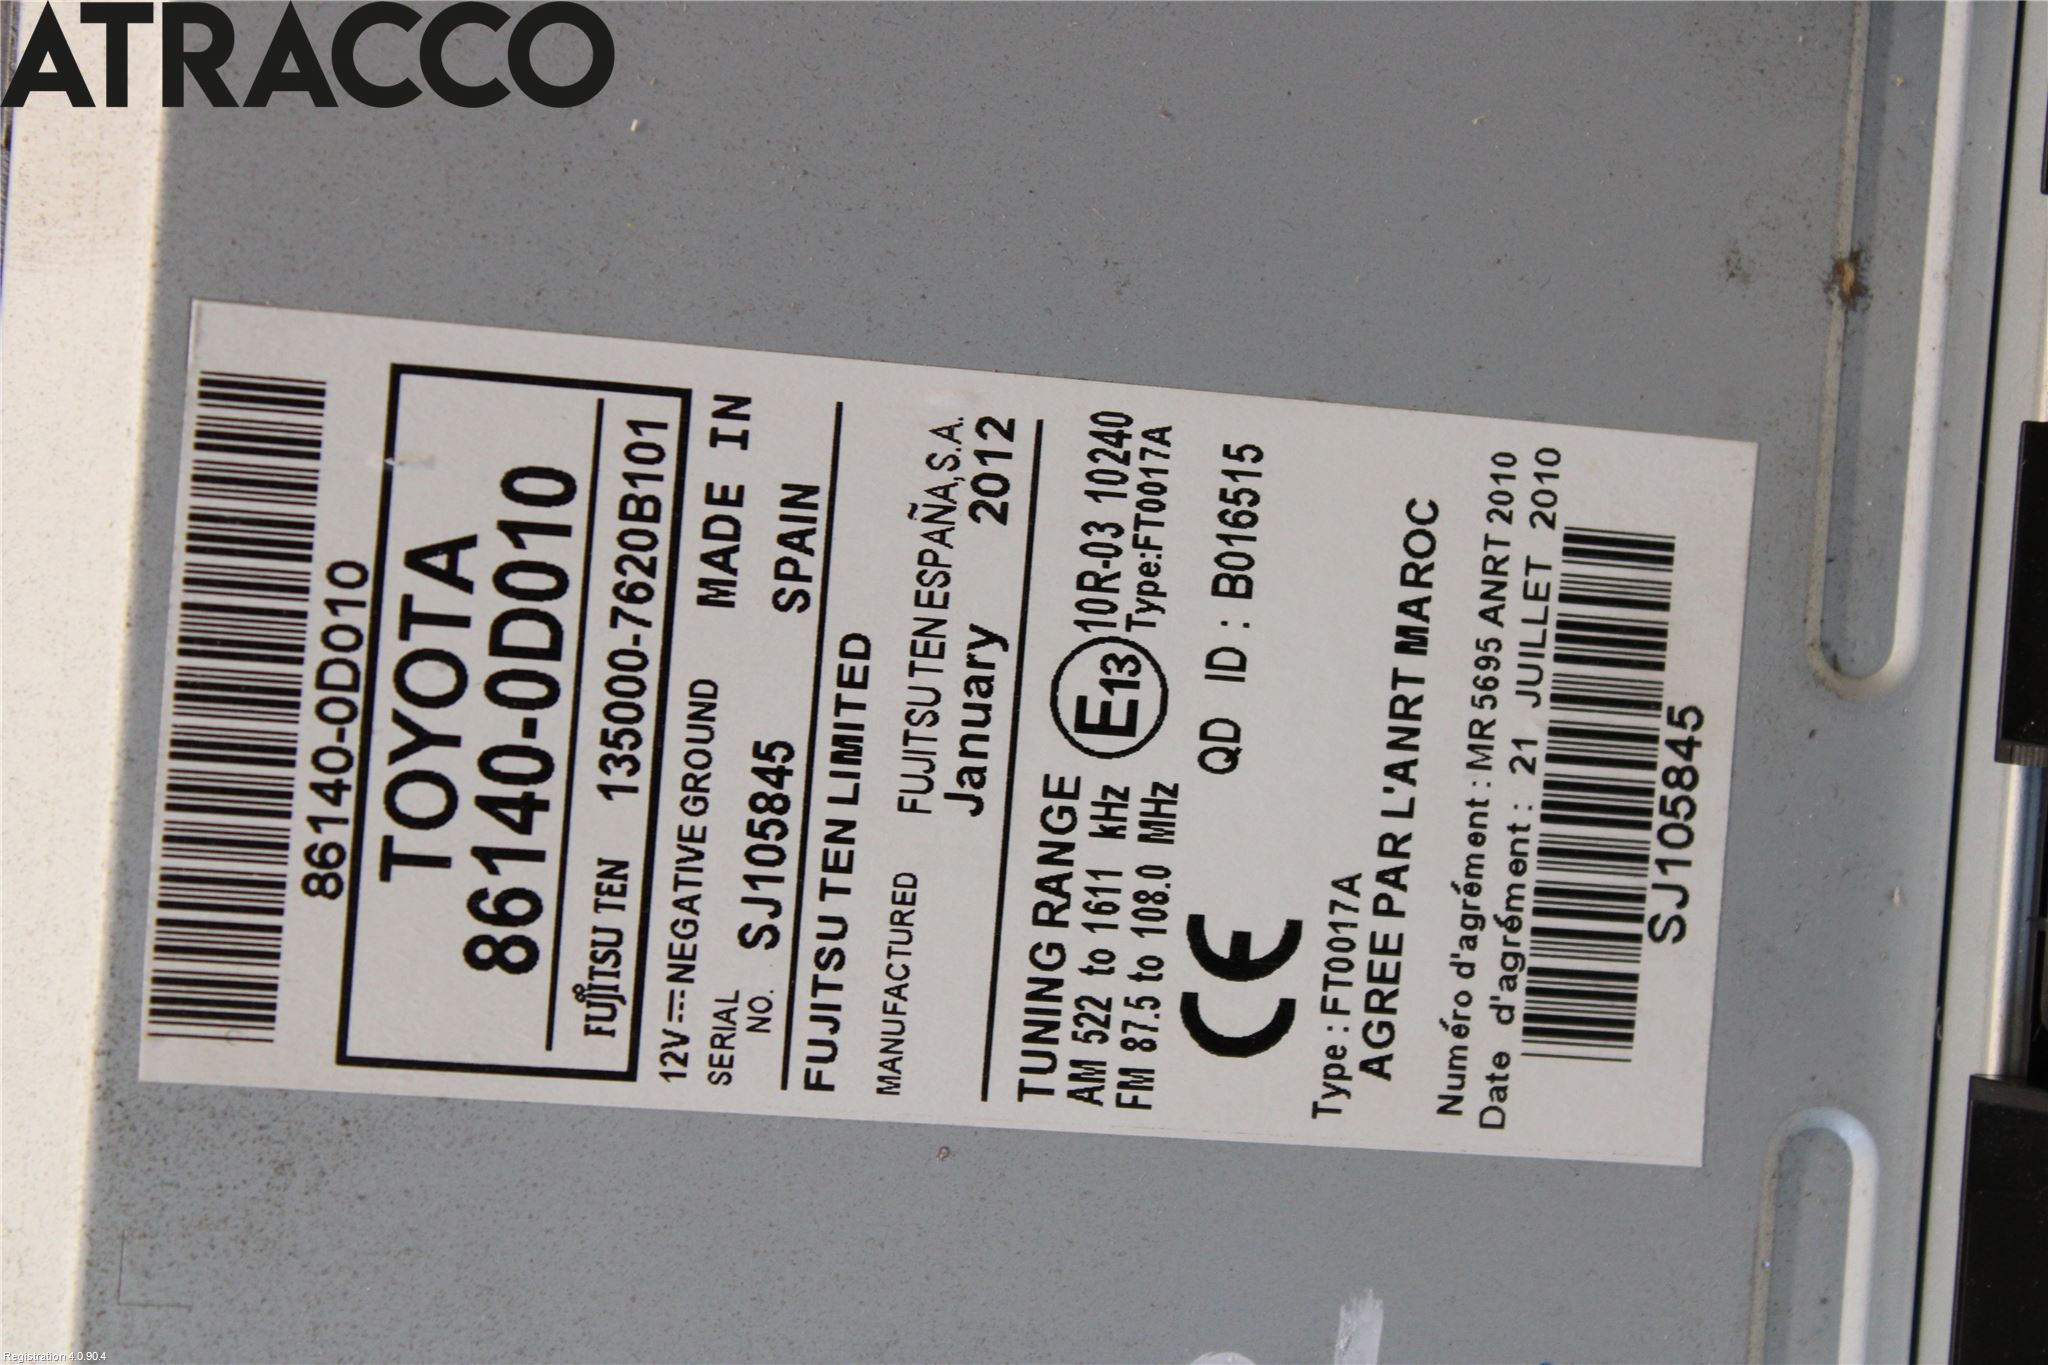 ATRACCO
86140-0D010
TOYOTA
86140-0D010
FUJITSU TEN 135000-7620B101
12V NEGATIVE GROUND MADE IN
SERIAL
NO. SJ105845 SPAIN
FUJITSU TEN LIMITED
MANUFACTURED FUJITSU TEN ESPAÑA, S.A.
January 2012
TUNING RANGE
AM 522 to 1611 kHz E13 10R-03 10240
FM 87.5 to 108.0 MHz Type:FT0017A
CE QD ID : B016515
Type : FT0017A
AGREE PAR L'ANRT MAROC
Numéro d'agrément : MR 5695 ANRT 2010
Date d'agrément : 21 JUILLET 2010
SJ105845
Registration 4.0.90.4